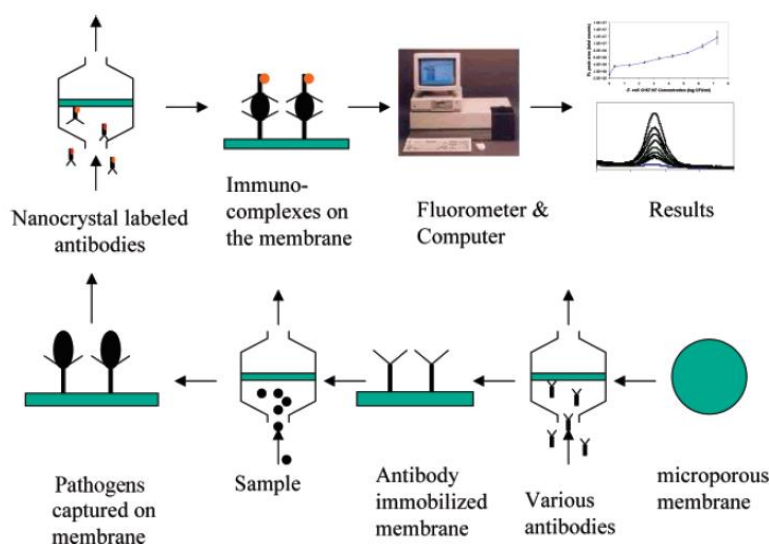 Nanocrystal labeled
antibodies
Immuno-
complexes on
the membrane
Fluorometer &
Computer
Results
Pathogens
captured on
membrane
Sample
Antibody
immobilized
membrane
Various
antibodies
microporous
membrane